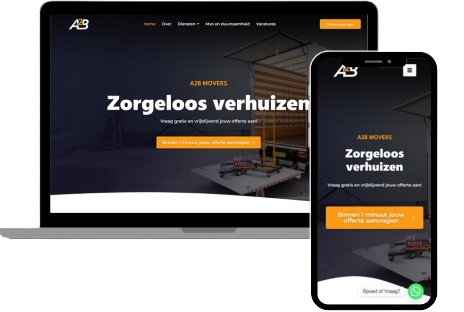 A2B
Home Over Diensten Mvo en duurzaamheid Vacatures Offerte aanvragen
A2B MOVERS
Zorgeloos verhuizen
Vraag gratis en vrijblijvend jouw offerte aan!
Binnen 1 minuut jouw offerte aanvragen
A2B
A2B MOVERS
Zorgeloos
verhuizen
Vraag gratis en vrijblijvend jouw offerte aan!
Binnen 1 minuut jouw
offerte aanvragen
Spoed of Vraag?